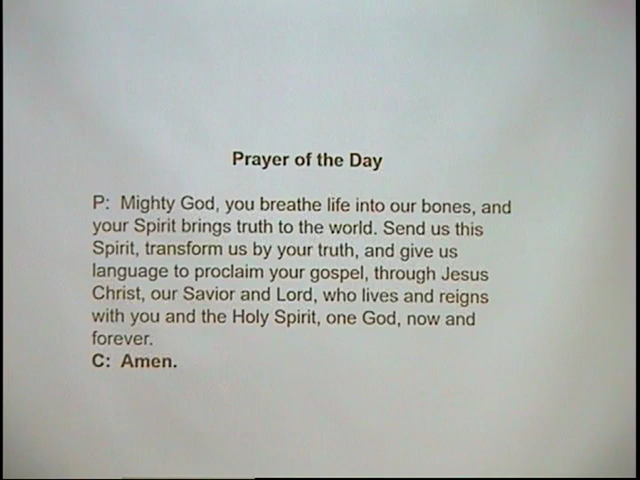 Prayer of the Day
P: Mighty God, you breathe life into our bones, and
your Spirit brings truth to the world. Send us this
Spirit, transform us by your truth, and give us
language to proclaim your gospel, through Jesus
Christ, our Savior and Lord, who lives and reigns
with you and the Holy Spirit, one God, now and
forever.
C: Amen.